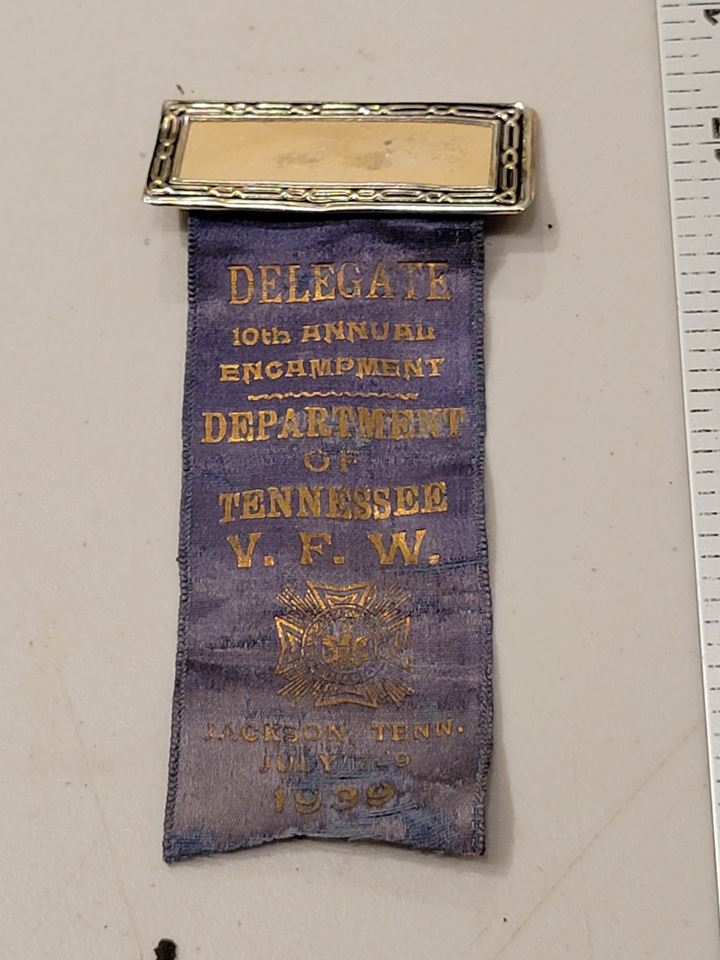 DELEGATE
10th ANNUAL
ENCAMPMENT
DEPARTMENT
OF
TENNESSEE
V. F. W.
JACKSON, TENN.
JULY
1939